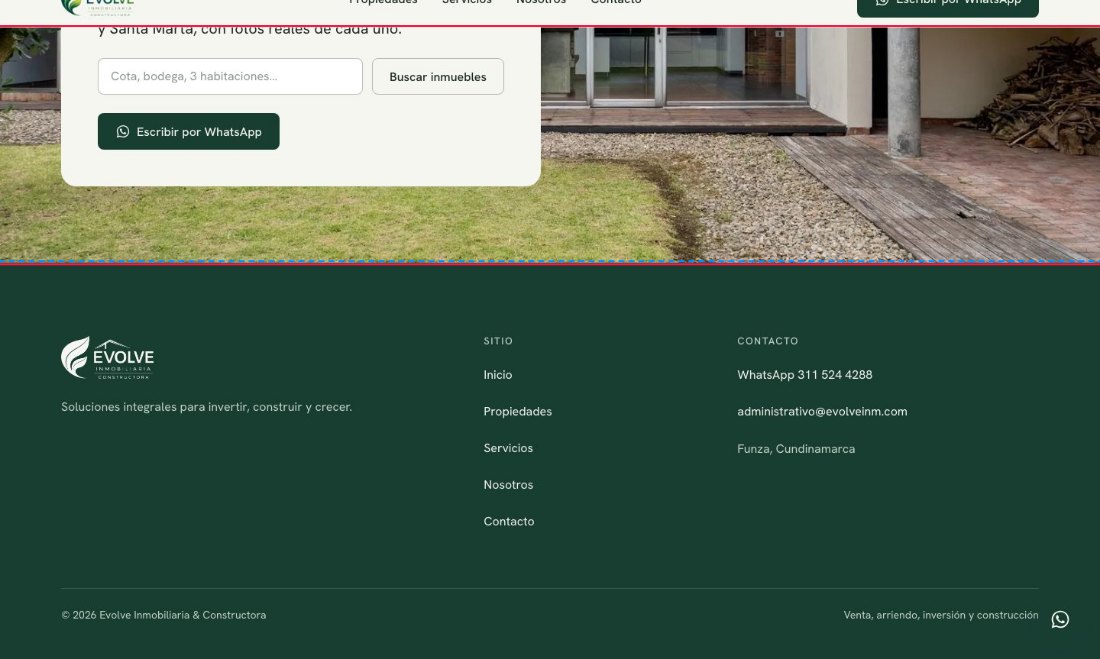 EVOLVE
INMOBILIARIA
CONSTRUCTORA
Propiedades
Servicios
Nosotros
Contacto
Escribir por WhatsApp
y Santa Marta, con fotos reales de cada uno.
Cota, bodega, 3 habitaciones...
Buscar inmuebles
Escribir por WhatsApp
EVOLVE
INMOBILIARIA
CONSTRUCTORA
Soluciones integrales para invertir, construir y crecer.
SITIO
Inicio
Propiedades
Servicios
Nosotros
Contacto
CONTACTO
WhatsApp 311 524 4288
administrativo@evolveinm.com
Funza, Cundinamarca
© 2026 Evolve Inmobiliaria & Constructora
Venta, arriendo, inversión y construcción